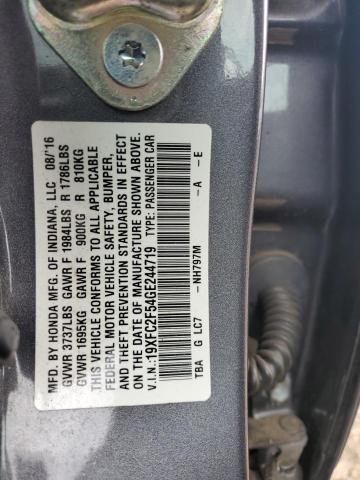 MFD. BY HONDA MFG. OF INDIANA, LLC 08/'16
GVWR 3737LBS GAWR F 1984LBS R 1786LBS
GVWR 1695KG GAWR F 900KG R 810KG
THIS VEHICLE CONFORMS TO ALL APPLICABLE
FEDERAL MOTOR VEHICLE SAFETY, BUMPER,
AND THEFT PREVENTION STANDARDS IN EFFECT
ON THE DATE OF MANUFACTURE SHOWN ABOVE.
V.I.N.:19XFC2F54GE244719 TYPE: PASSENGER CAR
TBA G LC7 -NH797M -A -E